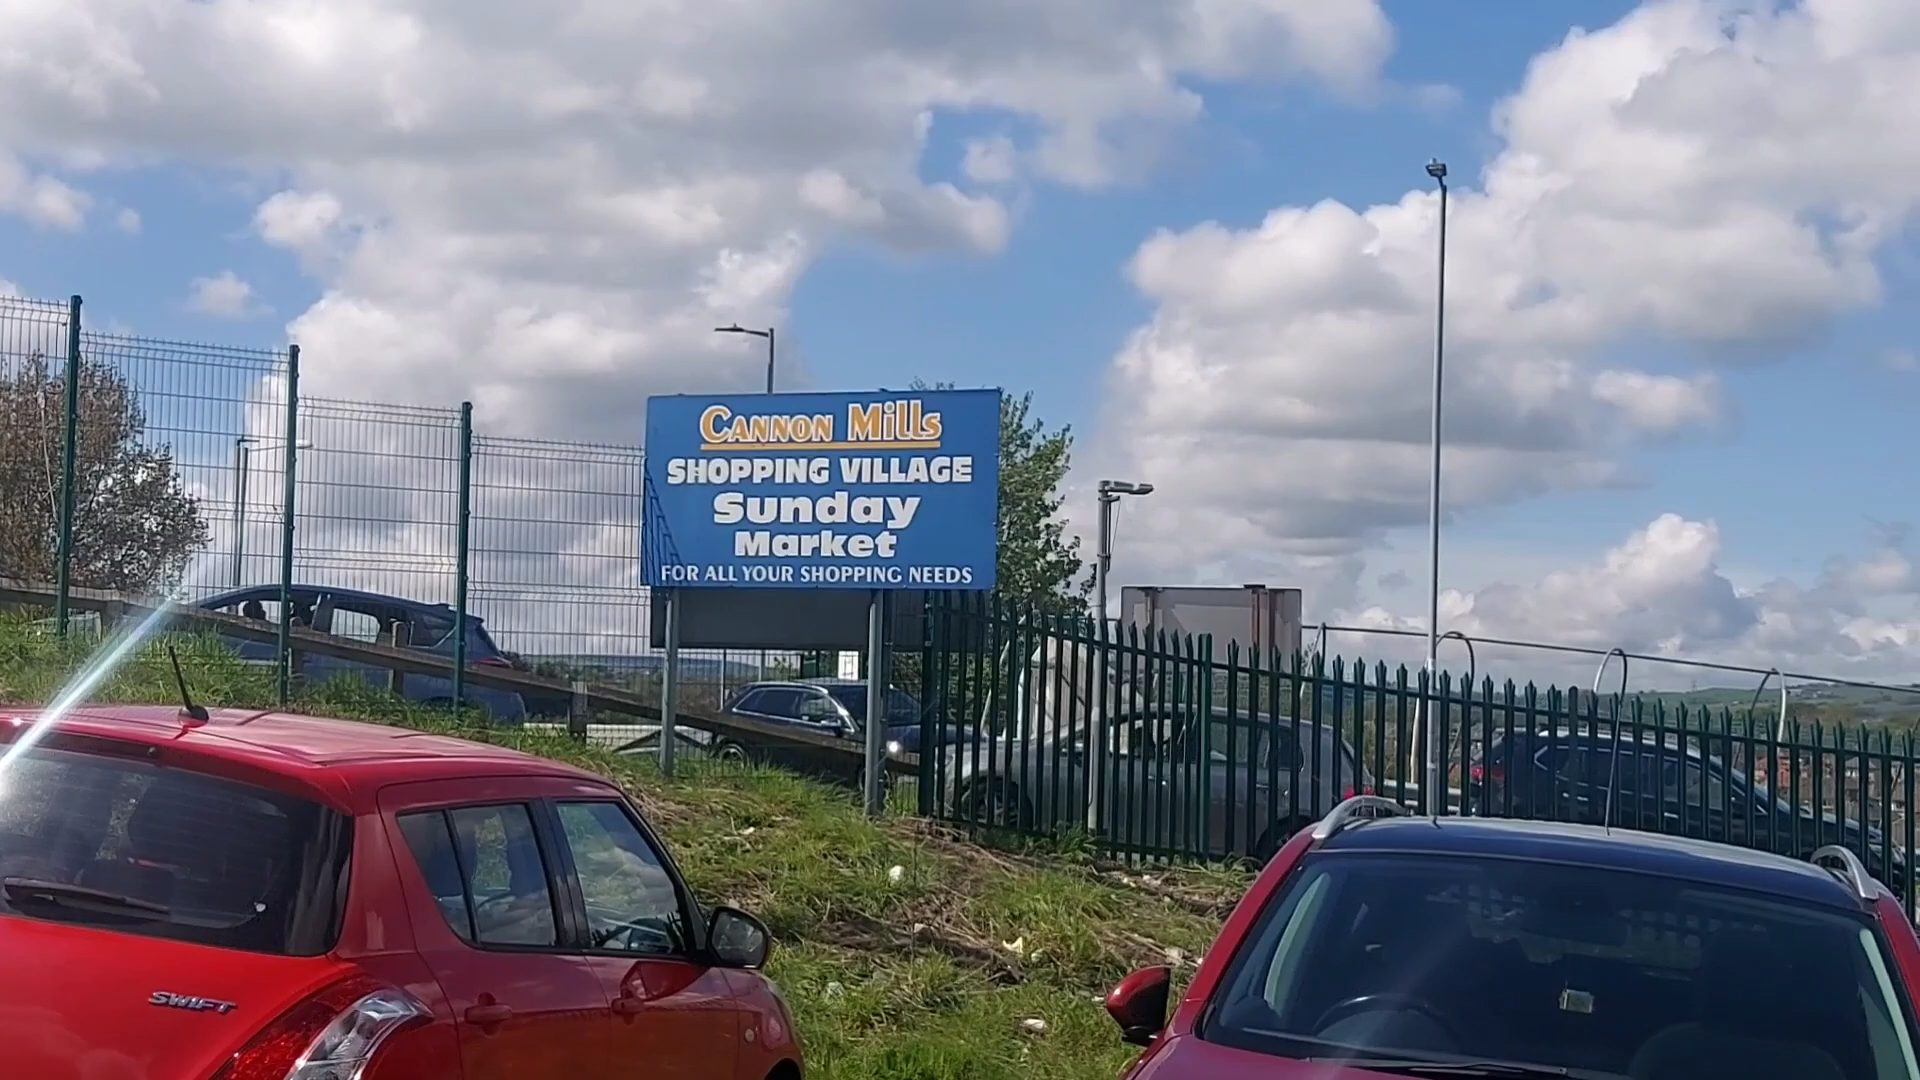 CANNON Mills
SHOPPING VILLAGE
Sunday
Market
FOR ALL YOUR SHOPPING NEEDS
SWIFT